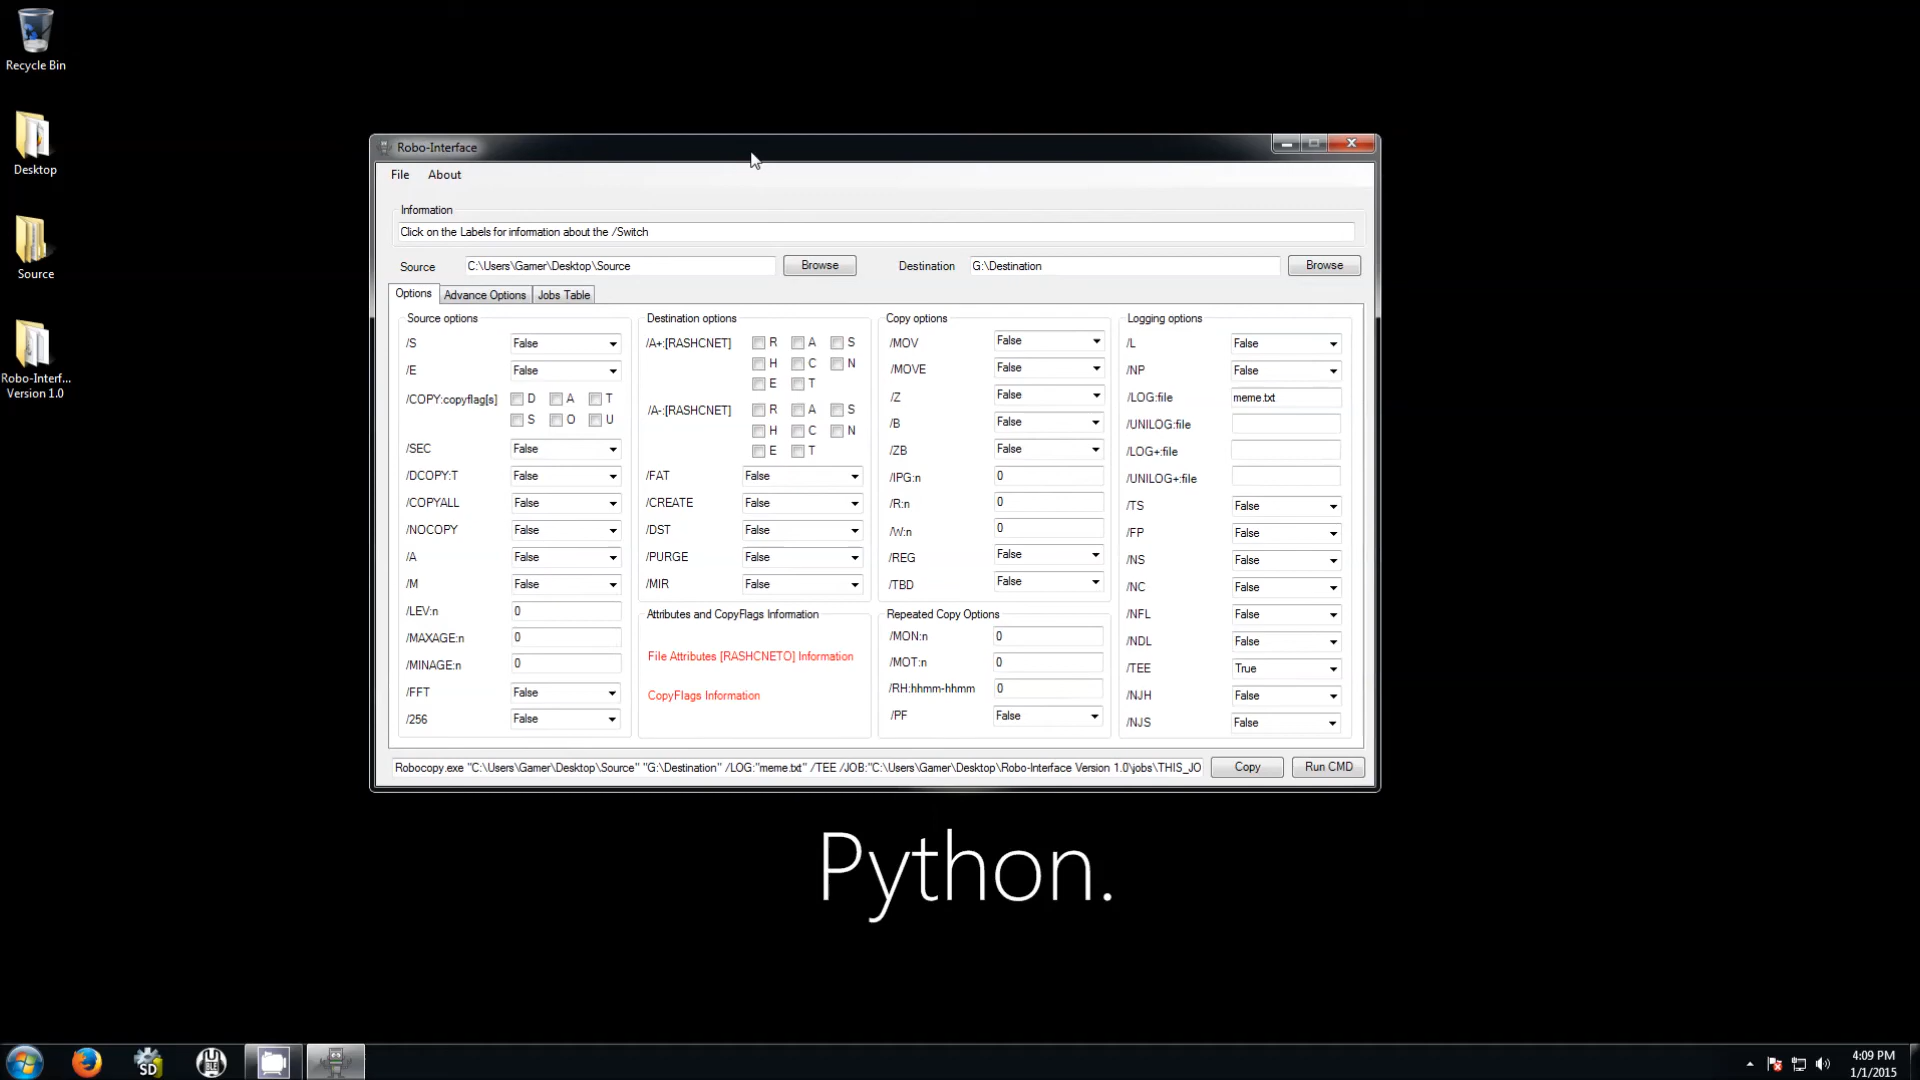 Recycle Bin
Desktop
Source
Robo-Interf...
Version 1.0
Robo-Interface
File About
Information
Click on the Labels for information about the /Switch
Source C:\Users\Gamer\Desktop\Source Browse Destination G:\Destination Browse
Options Advance Options Jobs Table
Source options
/S False
/E False
/COPY:copyflag[s] D A T
S O U
/SEC False
/DCOPY:T False
/COPYALL False
/NOCOPY False
/A False
/M False
/LEV:n 0
/MAXAGE:n 0
/MINAGE:n 0
/FFT False
/256 False
Destination options
/A+:[RASHCNET] R A S
H C N
E T
/A-:[RASHCNET] R A S
H C N
E T
/FAT False
/CREATE False
/DST False
/PURGE False
/MIR False
Attributes and CopyFlags Information
File Attributes [RASHCNETO] Information
CopyFlags Information
Copy options
/MOV False
/MOVE False
/Z False
/B False
/ZB False
/IPG:n 0
/R:n 0
/W:n 0
/REG False
/TBD False
Repeated Copy Options
/MON:n 0
/MOT:n 0
/RH:hhmm-hhmm 0
/PF False
Logging options
/L False
/NP False
/LOG:file meme.txt
/UNILOG:file
/LOG+:file
/UNILOG+:file
/TS False
/FP False
/NS False
/NC False
/NFL False
/NDL False
/TEE True
/NJH False
/NJS False
Robocopy.exe "C:\Users\Gamer\Desktop\Source" "G:\Destination" /LOG:"meme.txt" /TEE /JOB:"C:\Users\Gamer\Desktop\Robo-Interface Version 1.0\jobs\THIS_JO Copy Run CMD
Python.
SD
U
BLE
4:09 PM
1/1/2015